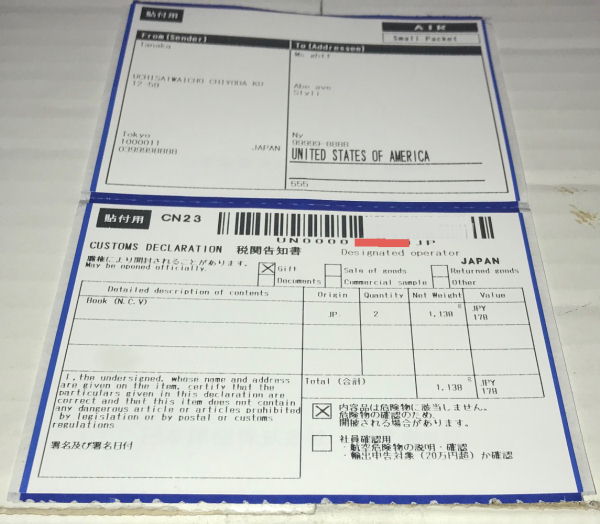 貼付用
AIR
Small Packet
From(Sender)
To(Addressee)
Tanaka
Mc whit
UCHISAIWAICHO CHIYODA KU
12-50
Abc ave
Styli
Tokyo
1000011
JAPAN
Ny
99999-8888
UNITED STATES OF AMERICA
555
貼付用
CN23
UN0000
JP
CUSTOMS DECLARATION 税関告知書
Designated operator
JAPAN
職権により開封されることがあります。
May be opened officially.
Gift
Sale of goods
Returned goods
Documents
Commercial sample
Other
Detailed description of contents
Origin
Quantity
Net Weight
Value
Book (N.C.V)
JP
2
1,130 g
JPY
170
Total (合計)
1,130 g
JPY
170
I, the undersigned, whose name and address
are given on the item, certify that the
particulars given in this declaration are
correct and that this item does not contain
any dangerous article or articles prohibited
by legislation or by postal or customs
regulations
署名及び署名日付
内容品は危険物に該当しません。
危険物の確認のため、
開披される場合があります。
社員確認用
・航空危険物の説明・確認
・輸出申告対象（20万円超）か確認